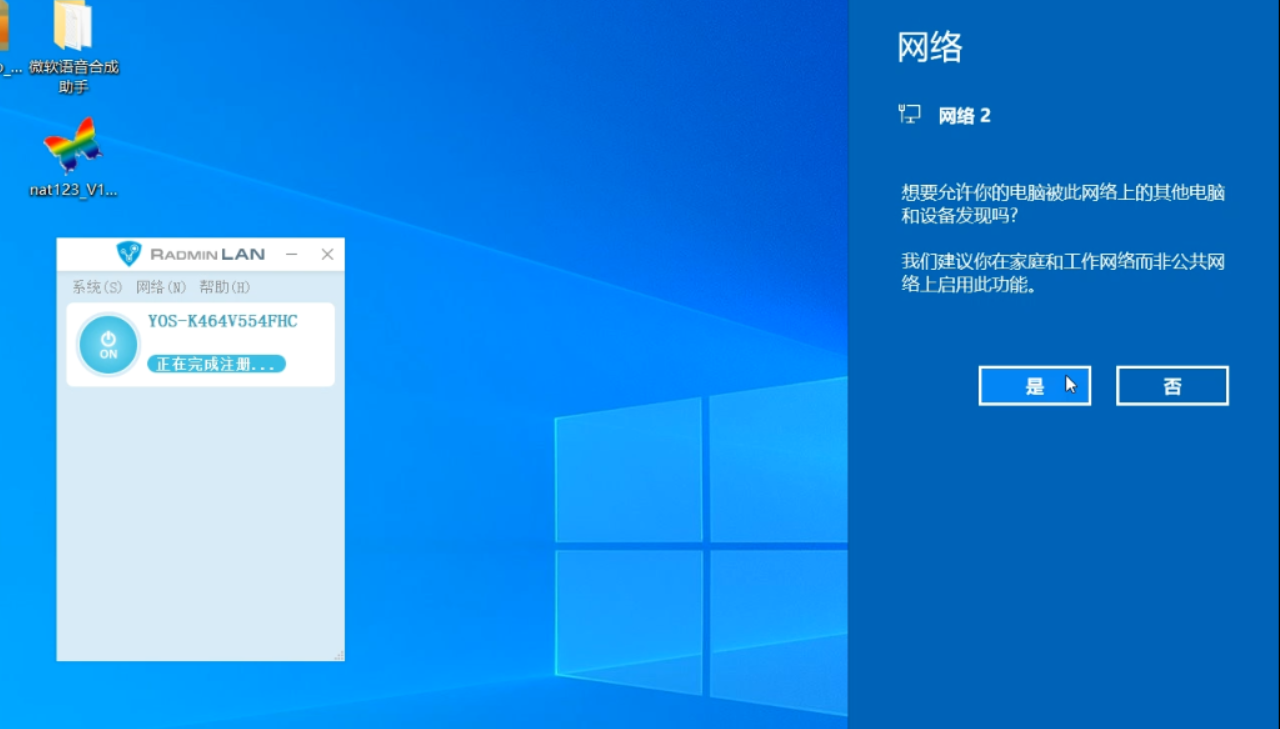 微软语音合成
助手
nat123_V1...
RADMIN LAN
系统(S) 网络(N) 帮助(H)
YOS-K464V554FHC
ON
正在完成注册...
网络
网络 2
想要允许你的电脑被此网络上的其他电脑
和设备发现吗?
我们建议你在家庭和工作网络而非公共网
络上启用此功能。
是
否